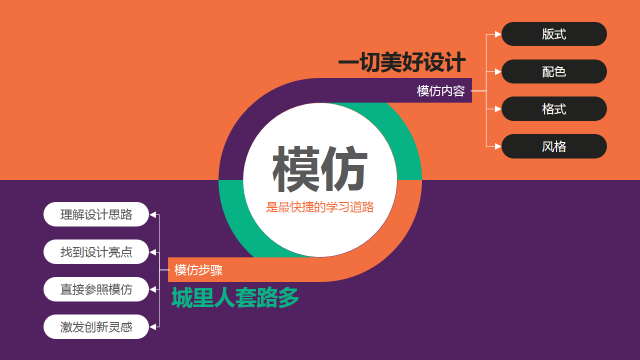 一切美好设计
模仿内容
版式
配色
格式
风格
模仿
是最快捷的学习道路
理解设计思路
找到设计亮点
直接参照模仿
激发创新灵感
模仿步骤
城里人套路多